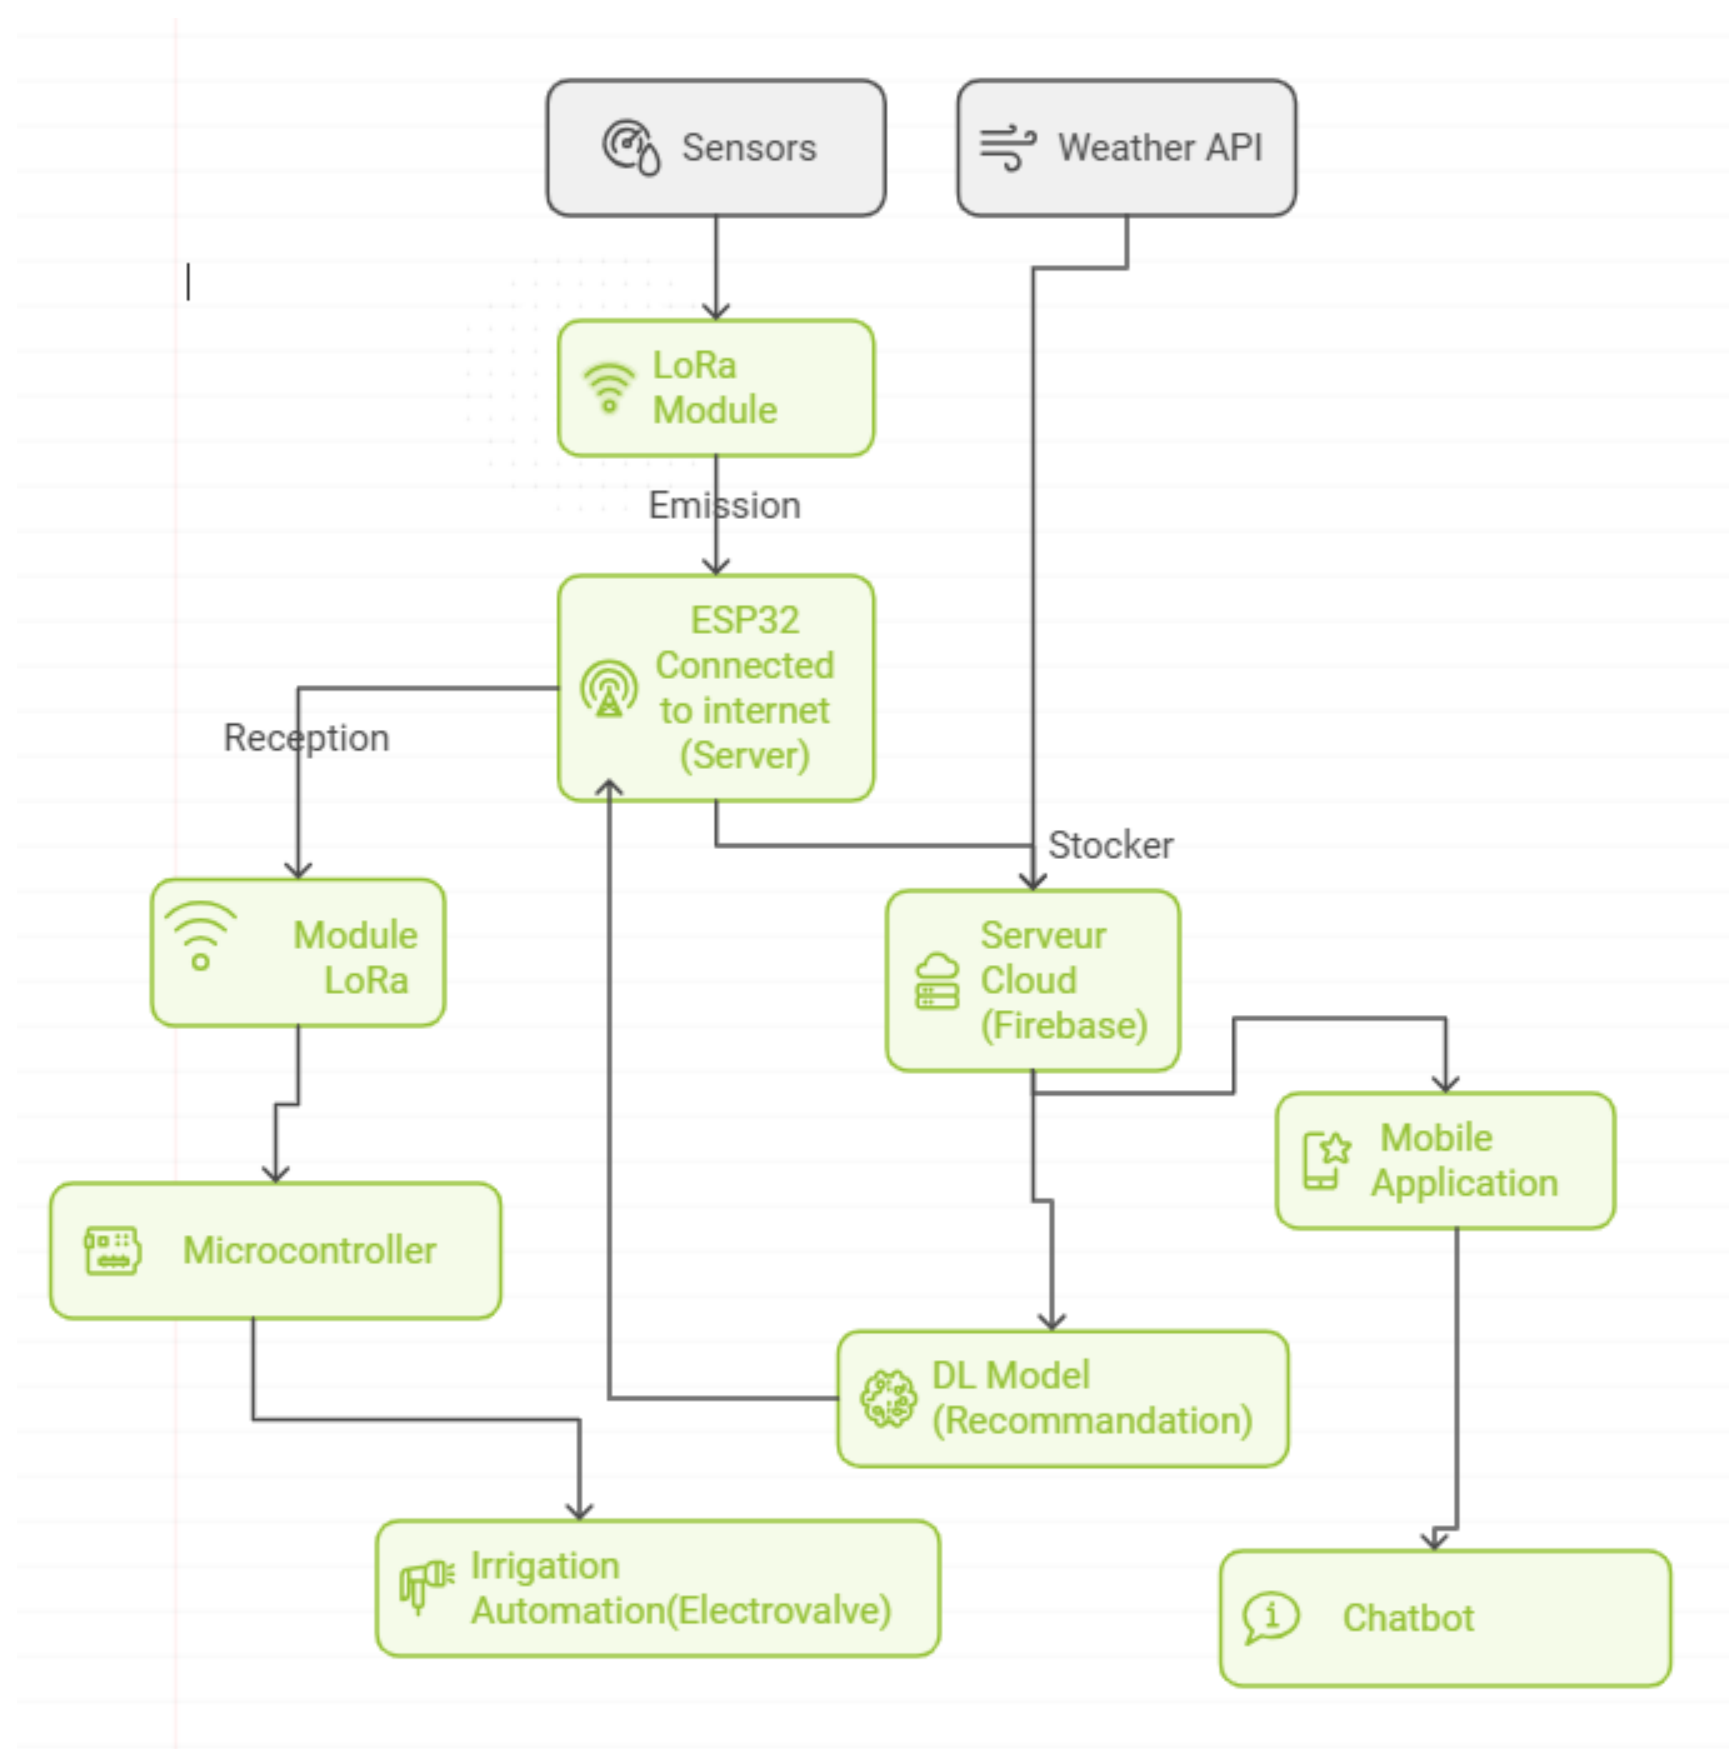 Sensors
Weather API
LoRa
Module
Emission
ESP32
Connected
to internet
(Server)
Reception
Stocker
Module
LoRa
Serveur
Cloud
(Firebase)
Mobile
Application
Microcontroller
DL Model
(Recommandation)
Irrigation
Automation(Electrovalve)
Chatbot